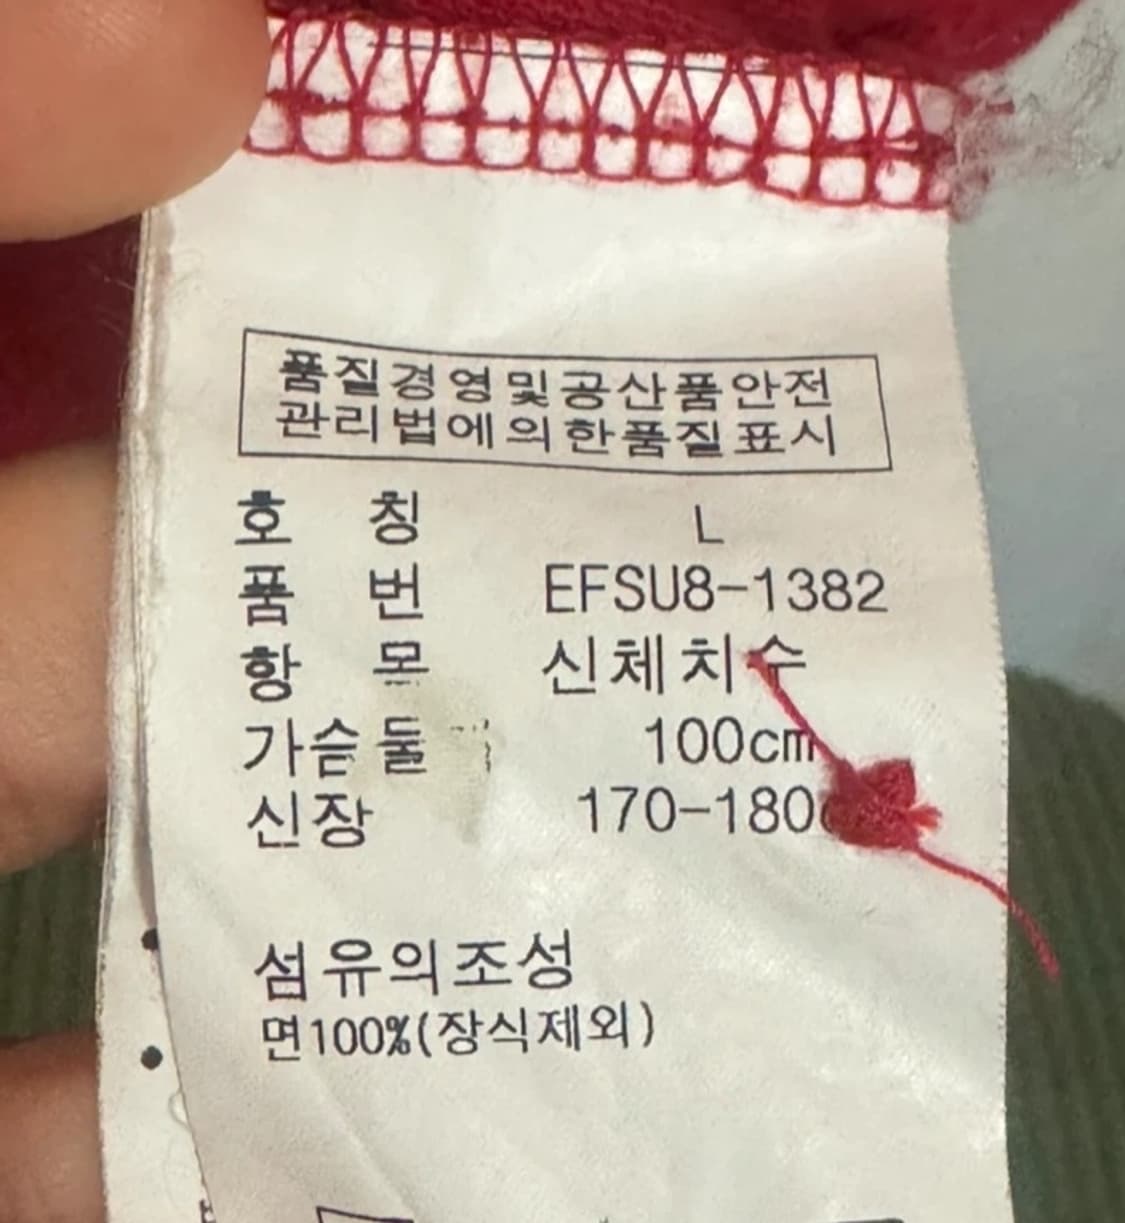 품질경영및공산품안전
관리법에의한품질표시
호 칭 L
품 번 EFSU8-1382
항 목 신체치수
가슴둘 100cm
신장 170-180
섬유의조성
면100%(장식제외)